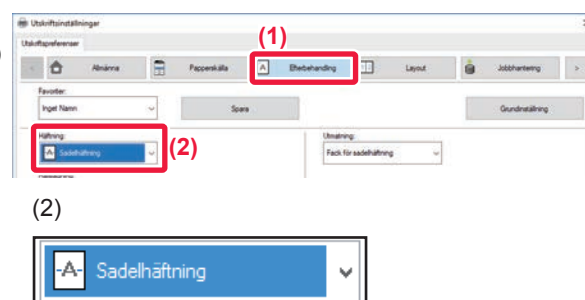 Utskriftsinställningar
Utskriftspreferenser
(1)
Allmänna Papperskälla A Efterbehandling Layout Jobbhantering
Favoriter:
Inget Namn Spara Grundinställning
Häftning: Utmatning:
-A- Sadelhäftning (2) Fack för sadelhäftning
(2)
-A- Sadelhäftning